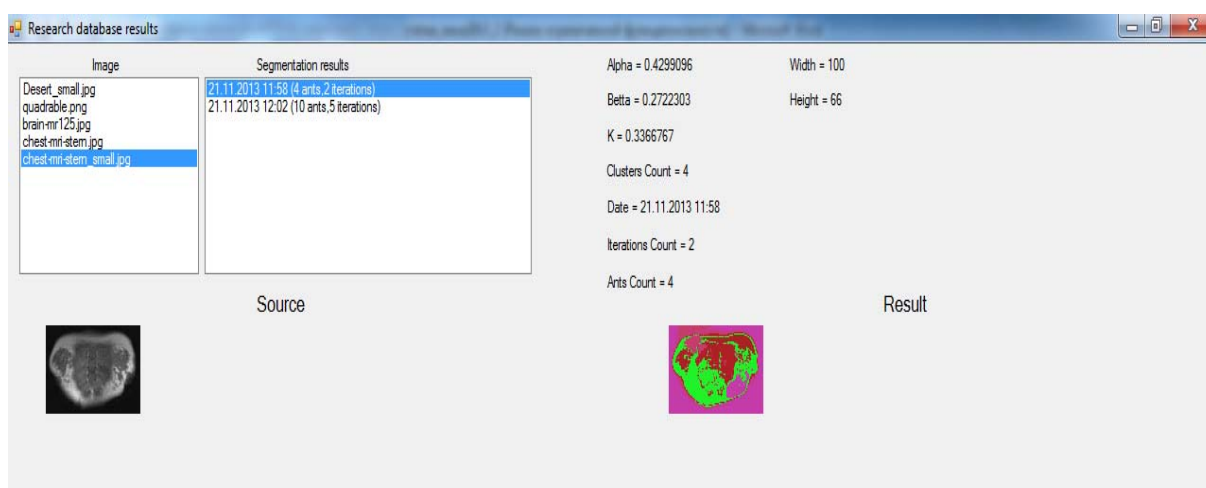 Research database results
Image
Segmentation results
Desert_small.jpg
quadrable.png
brain-mr125.jpg
chest-mri-stern.jpg
chest-mri-stern_small.jpg
21.11.2013 11:58 (4 ants,2 iterations)
21.11.2013 12:02 (10 ants,5 iterations)
Alpha = 0.4299096
Width = 100
Betta = 0.2722303
Height = 66
K = 0.3366767
Clusters Count = 4
Date = 21.11.2013 11:58
Iterations Count = 2
Ants Count = 4
Source
Result